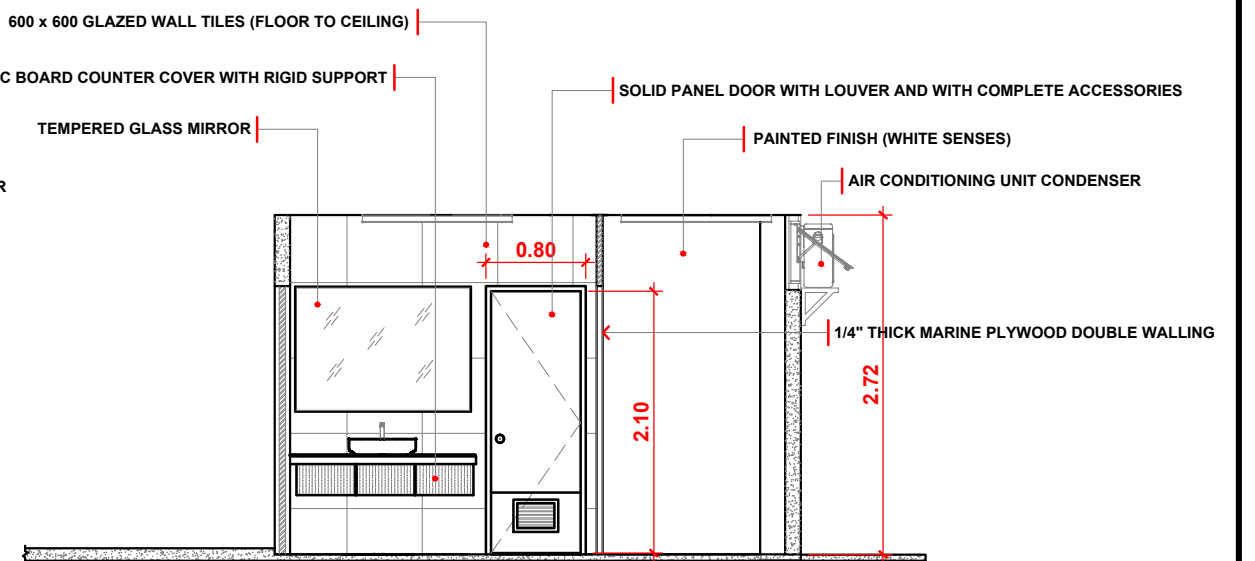 600 x 600 GLAZED WALL TILES (FLOOR TO CEILING)
C BOARD COUNTER COVER WITH RIGID SUPPORT
SOLID PANEL DOOR WITH LOUVER AND WITH COMPLETE ACCESSORIES
TEMPERED GLASS MIRROR
PAINTED FINISH (WHITE SENSES)
AIR CONDITIONING UNIT CONDENSER
R
0.80
1/4" THICK MARINE PLYWOOD DOUBLE WALLING
2.72
2.10